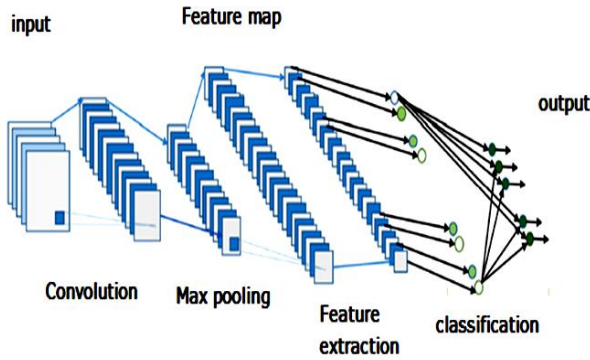 input
Feature map
output
Convolution
Max pooling
Feature
extraction
classification